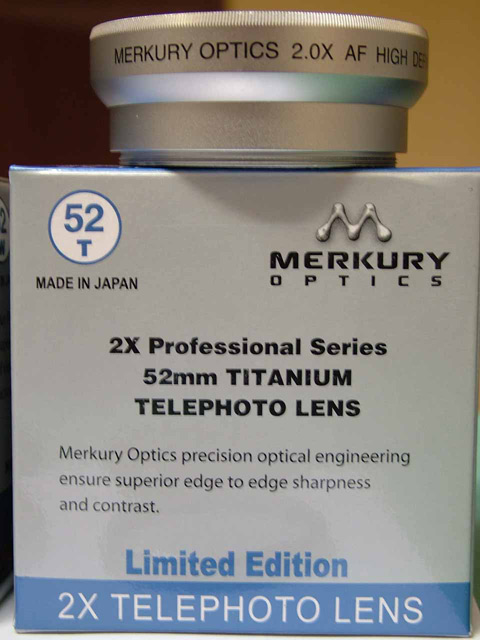 MERKURY OPTICS 2.0X AF HIGH
52
T
MADE IN JAPAN
MERKURY
OPTICS
2X Professional Series
52mm TITANIUM
TELEPHOTO LENS
Merkury Optics precision optical engineering
ensure superior edge to edge sharpness
and contrast.
Limited Edition
2X TELEPHOTO LENS